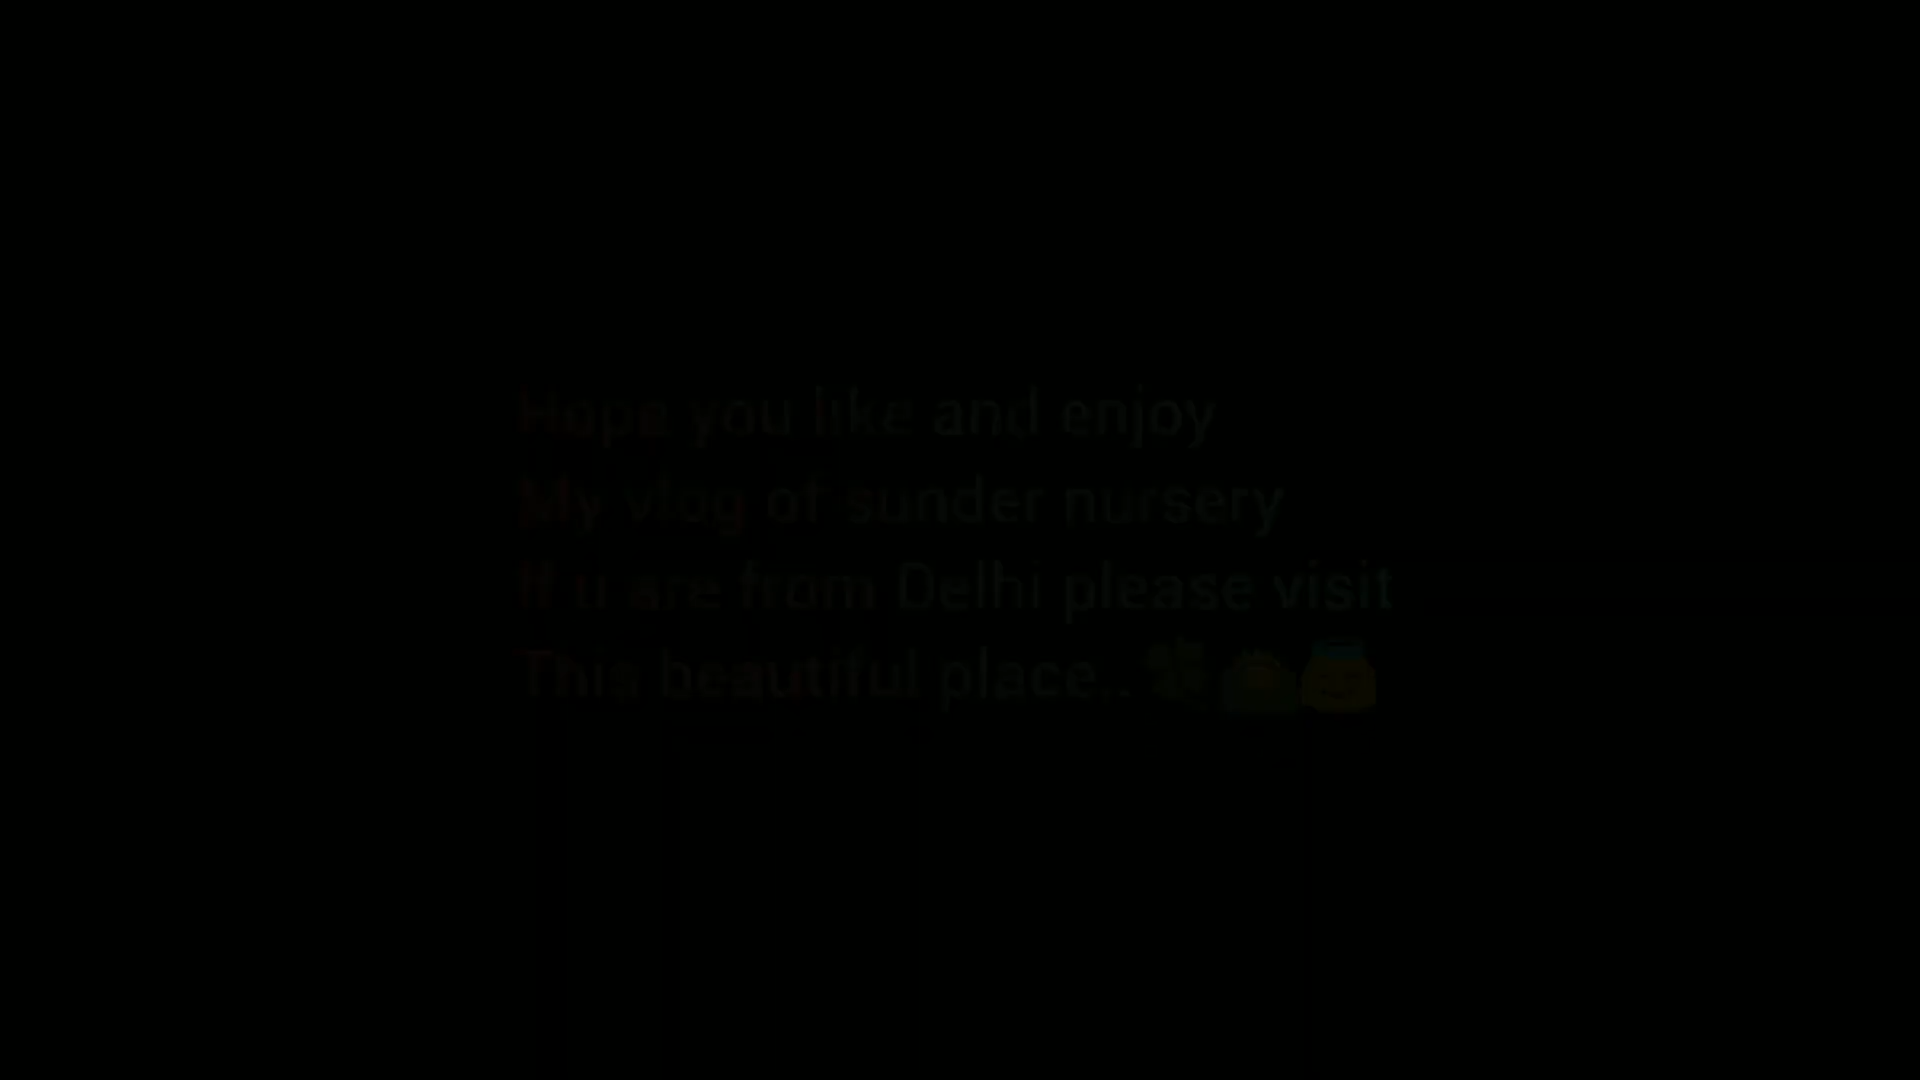 Hope you like and enjoy
My vlog of sunder nursery
If u are from Delhi please visit
This beautiful place..